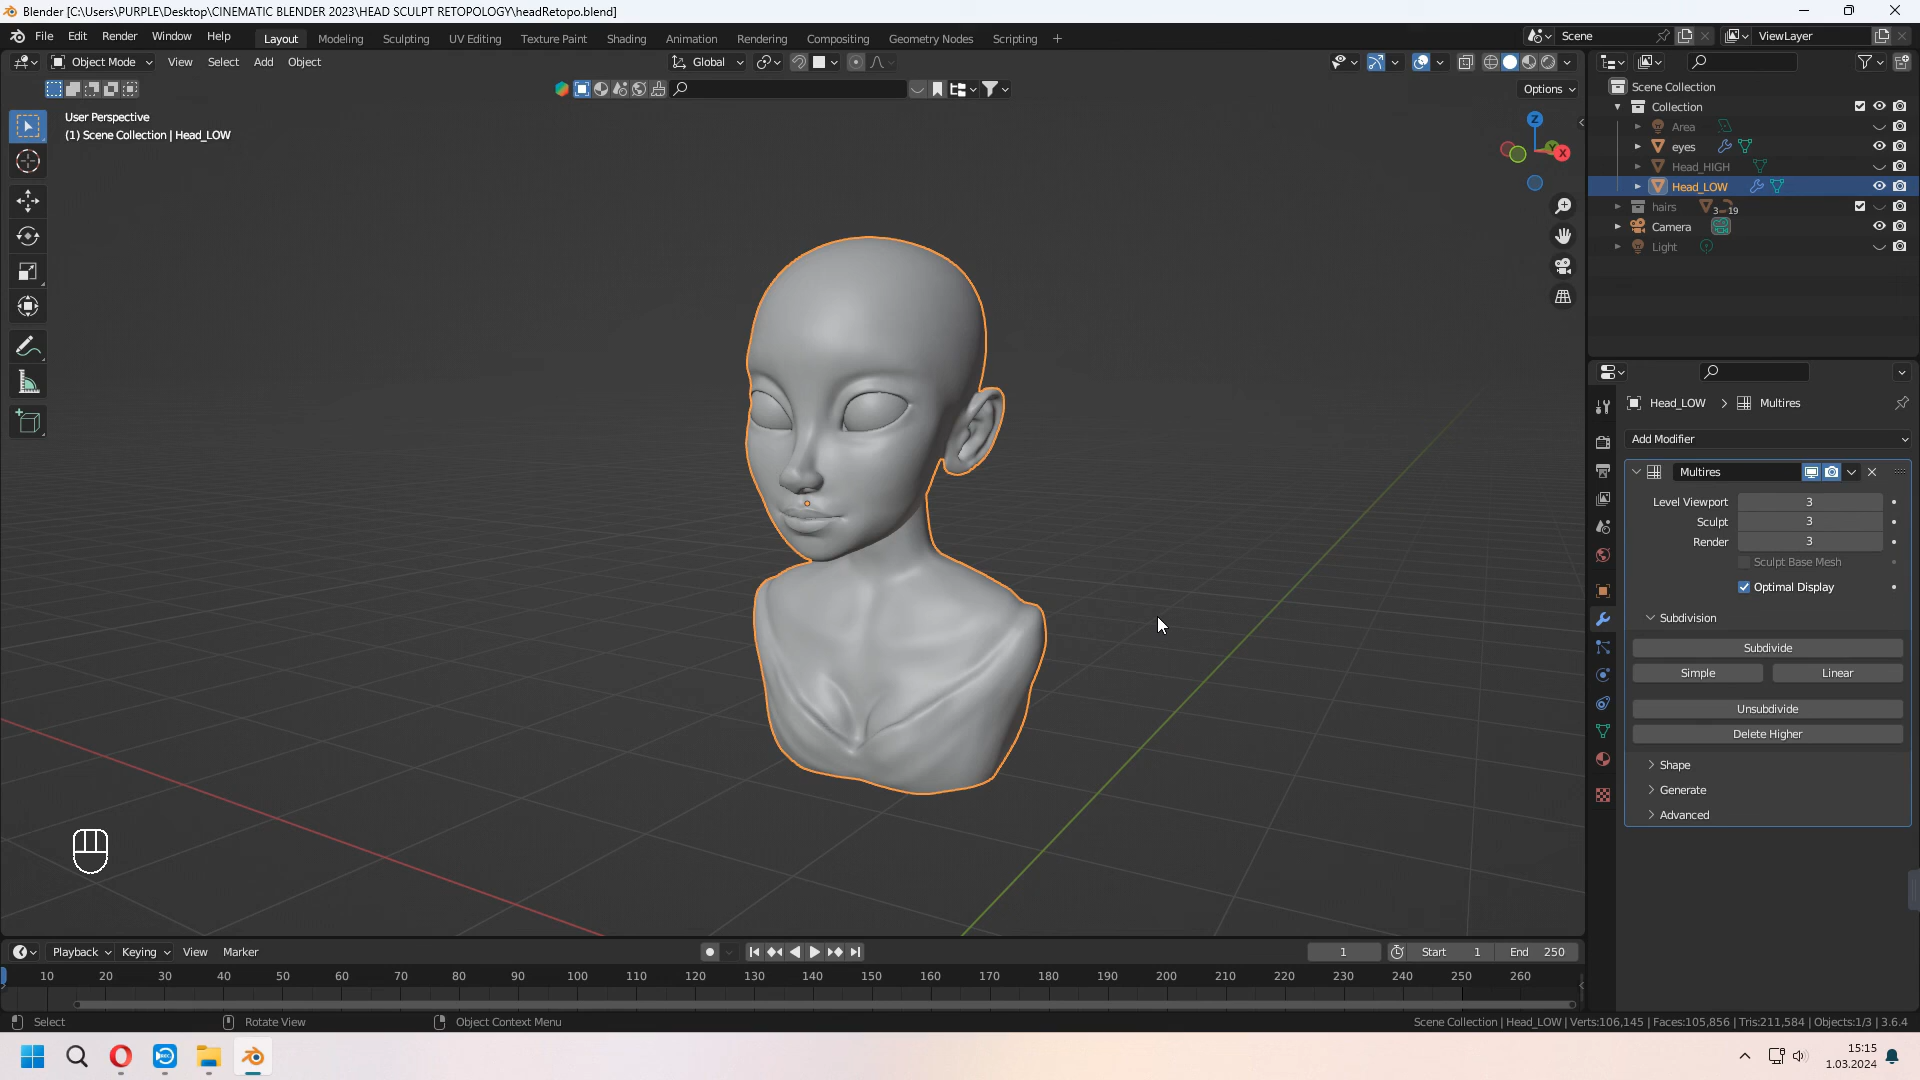 Blender [C:\Users\PURPLE\Desktop\CINEMATIC BLENDER 2023\HEAD SCULPT RETOPOLOGY\headRetopo.blend]
File Edit Render Window Help Layout Modeling Sculpting UV Editing Texture Paint Shading Animation Rendering Compositing Geometry Nodes Scripting + Scene ViewLayer
Object Mode View Select Add Object Global
Options
User Perspective
(1) Scene Collection | Head_LOW
Z
Y
X
Scene Collection
Collection
Area
eyes
Head_HIGH
Head_LOW
hairs 3 19
Camera
Light
Head_LOW > Multires
Add Modifier
Multires
Level Viewport 3
Sculpt 3
Render 3
Sculpt Base Mesh
Optimal Display
Subdivision
Subdivide
Simple Linear
Unsubdivide
Delete Higher
Shape
Generate
Advanced
Playback Keying View Marker 1 Start 1 End 250
10 20 30 40 50 60 70 80 90 100 110 120 130 140 150 160 170 180 190 200 210 220 230 240 250 260
Select Rotate View Object Context Menu Scene Collection | Head_LOW | Verts:106,145 | Faces:105,856 | Tris:211,584 | Objects:1/3 | 3.6.4
REC
15:15
1.03.2024